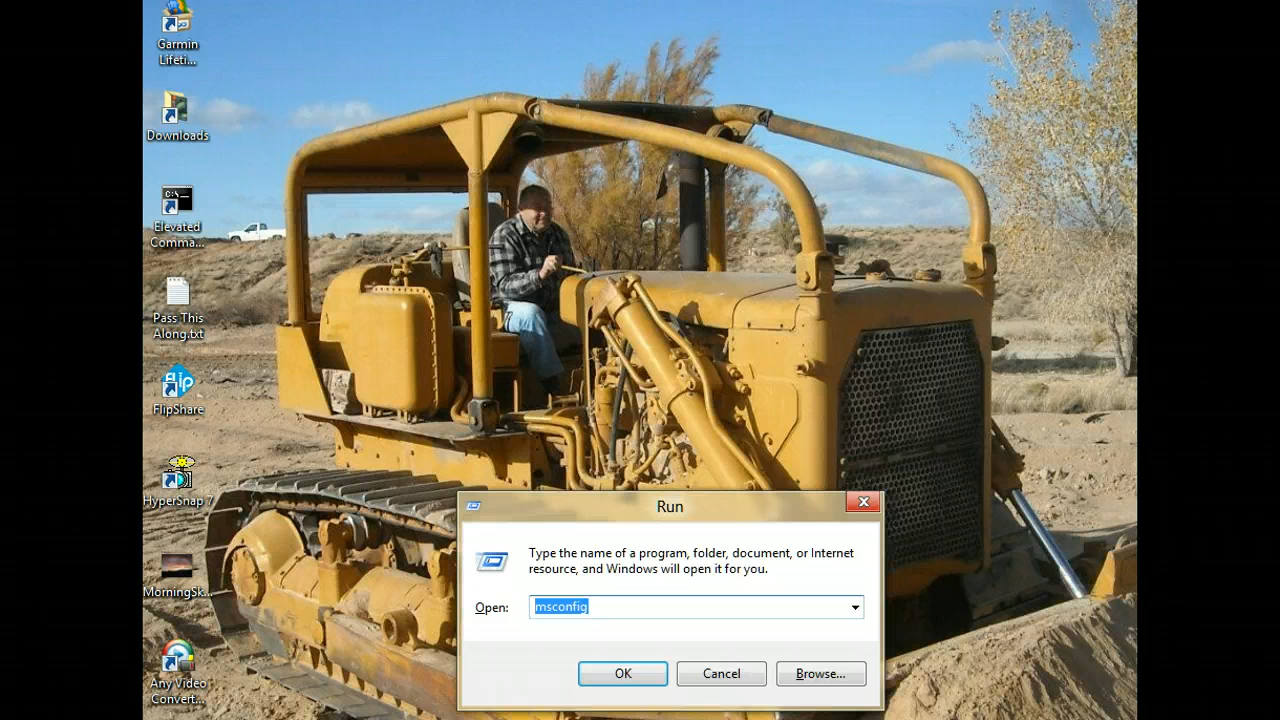 Garmin
Lifeti...
Downloads
C:\
Elevated
Comma...
Pass This
Along.txt
flip
FlipShare
HyperSnap 7
MorningSk...
Any Video
Convert...
Run
Type the name of a program, folder, document, or Internet
resource, and Windows will open it for you.
Open:
msconfig
OK
Cancel
Browse...